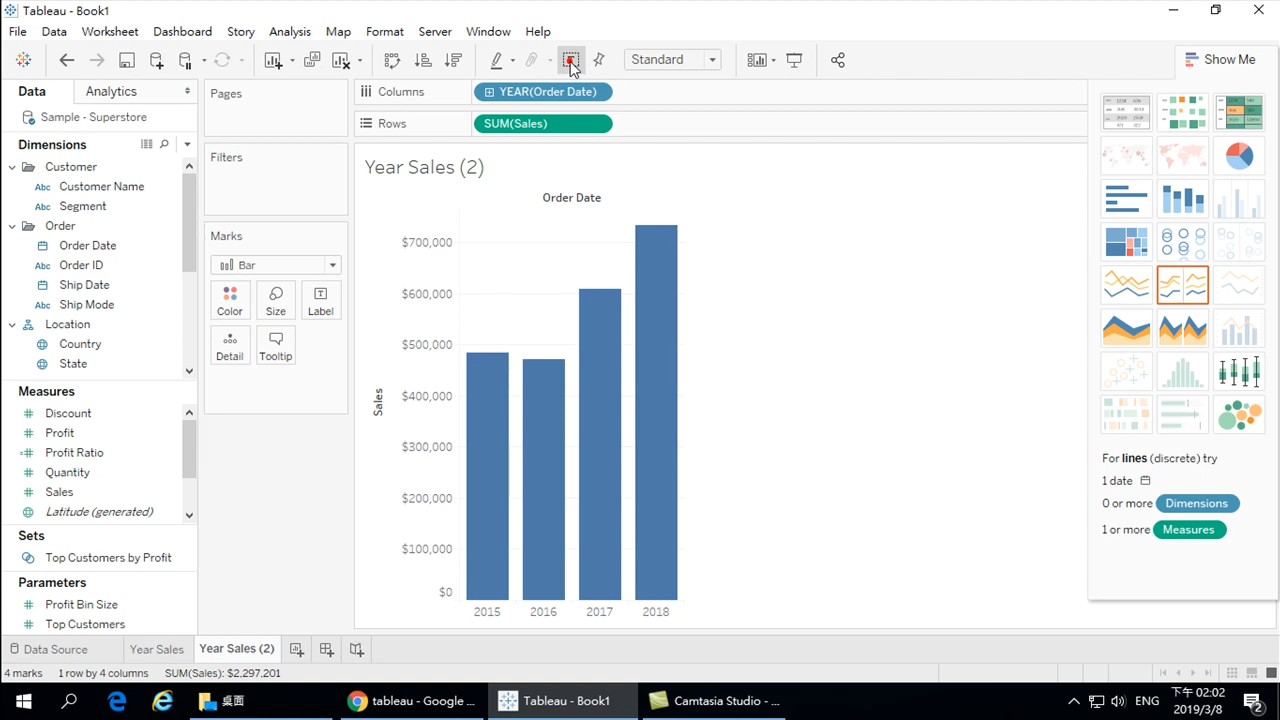 Tableau - Book1
File Data Worksheet Dashboard Story Analysis Map Format Server Window Help
Standard
Show Me
Data Analytics
Pages
Columns YEAR(Order Date)
Sample - Superstore
Rows SUM(Sales)
Dimensions
Filters
Customer
Abc Customer Name
Abc Segment
Order
Order Date
Abc Order ID
Ship Date
Abc Ship Mode
Location
Country
State
Marks
Bar
Color Size Label
Detail Tooltip
Year Sales (2)
Order Date
Sales
$700,000
$600,000
$500,000
$400,000
$300,000
$200,000
$100,000
$0
2015 2016 2017 2018
Measures
Discount
Profit
Profit Ratio
Quantity
Sales
Latitude (generated)
Sets
Top Customers by Profit
Parameters
Profit Bin Size
Top Customers
For lines (discrete) try
1 date
0 or more Dimensions
1 or more Measures
Data Source Year Sales Year Sales (2)
4 marks 1 row by 4 columns SUM(Sales): $2,297,201
桌面
tableau - Google ...
Tableau - Book1
Camtasia Studio - ...
ENG
下午 02:02
2019/3/8
2